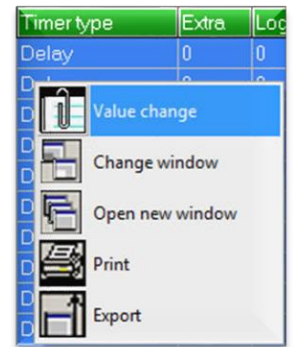 Timer type Extra Log
Delay 0 0
D
D Value change
D
D Change window
D
D Open new window
D
D Print
D
D Export
D